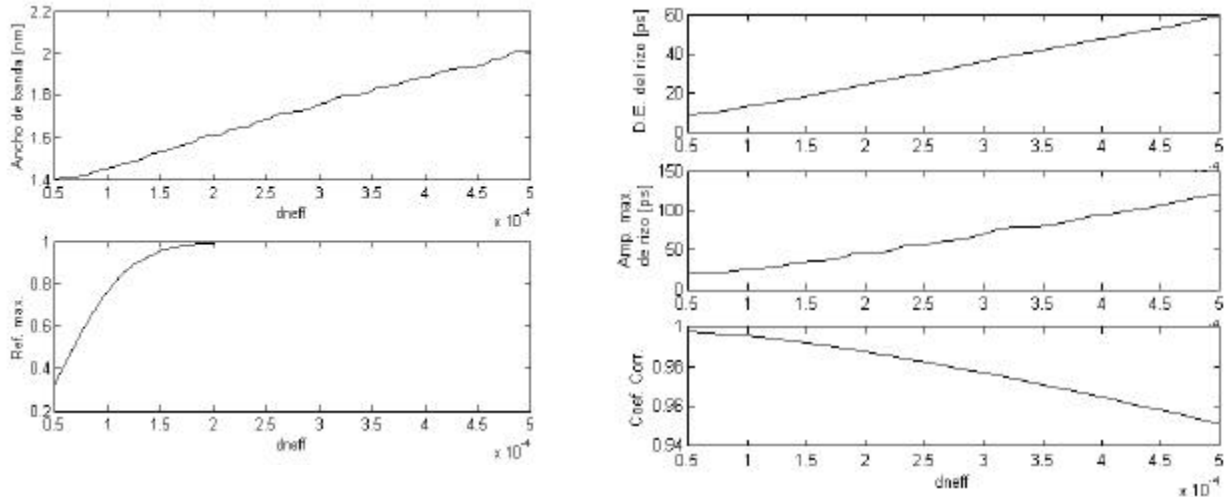 Ancho de banda [nm]
2.2
2
1.8
1.6
1.4
0.5 1 1.5 2 2.5 3 3.5 4 4.5 5
dneff
x 10⁻⁴
Ref. max.
1
0.8
0.6
0.4
0.2
0.5 1 1.5 2 2.5 3 3.5 4 4.5 5
dneff
x 10⁻⁴
D.E. del rizo [ps]
60
40
20
0
0.5 1 1.5 2 2.5 3 3.5 4 4.5 5
Amp. max.
de rizo [ps]
150
100
50
0
0.5 1 1.5 2 2.5 3 3.5 4 4.5 5
Coef. Corr.
1
0.98
0.96
0.94
0.5 1 1.5 2 2.5 3 3.5 4 4.5 5
dneff
x 10⁻⁴